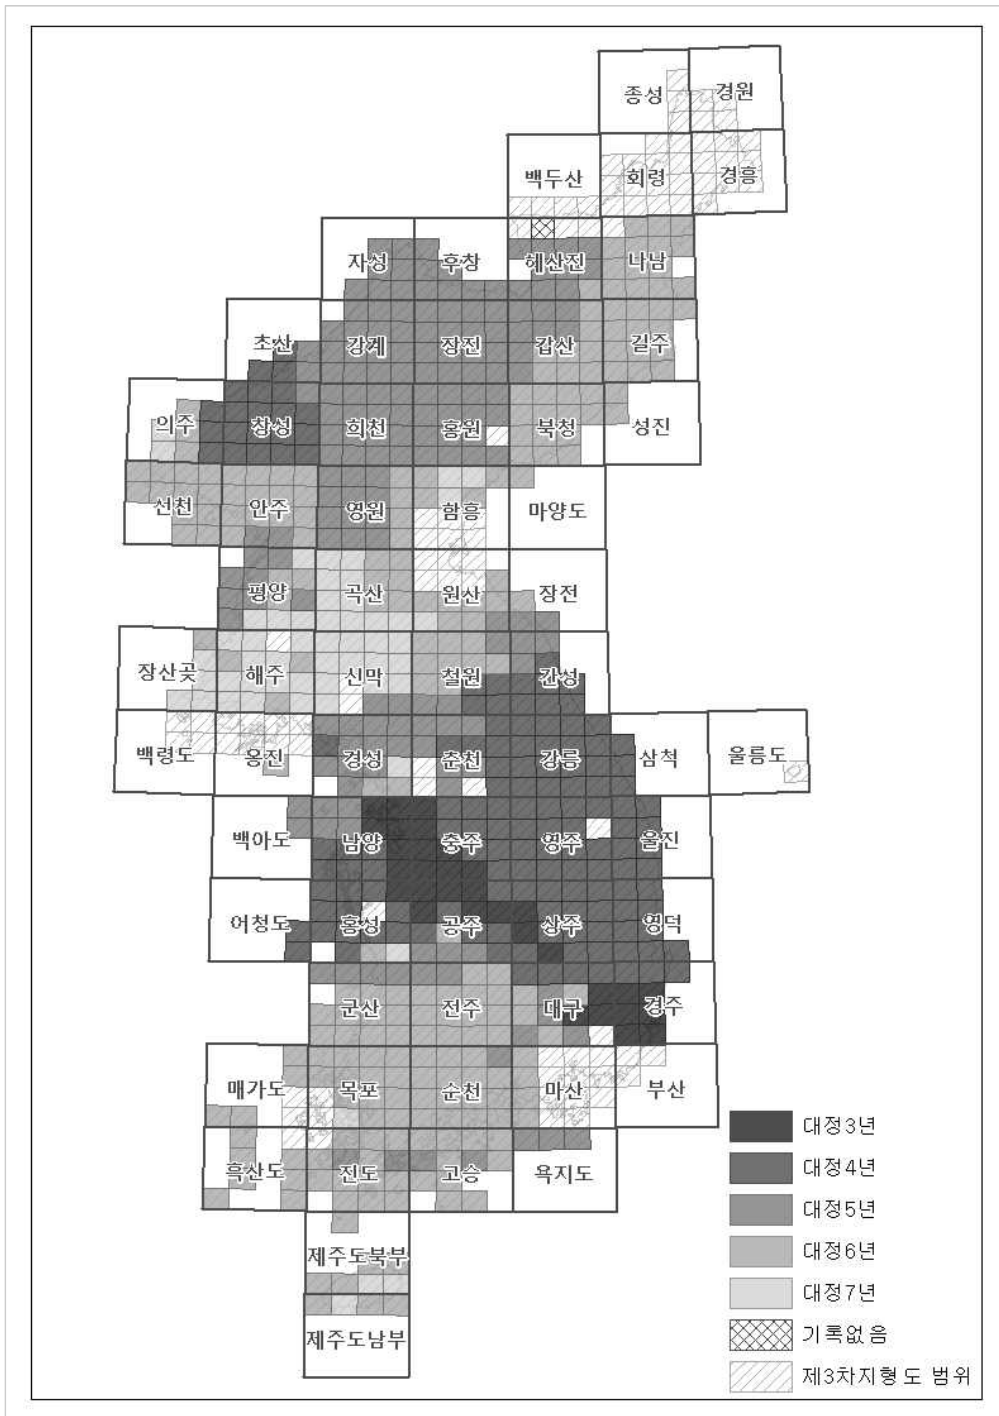 종성 경원
백두산 회령 경흥
자성 후창 혜산진 나남
초산 강계 장전 갑산 길주
의주 창성 희천 홍원 북청 성진
선천 안주 영원 함흥 마양도
평양 곡산 원산 장전
장산곶 해주 신막 철원 간성
백령도 옹진 경성 춘천 강릉 삼척 울릉도
백아도 남양 충주 영주 울진
어청도 홍성 공주 상주 영덕
군산 전주 대구 경주
매가도 목포 순천 마산 부산
흑산도 진도 고승 욕지도
제주도북부
제주도남부
대정3년
대정4년
대정5년
대정6년
대정7년
기록없음
제3차지형도 범위